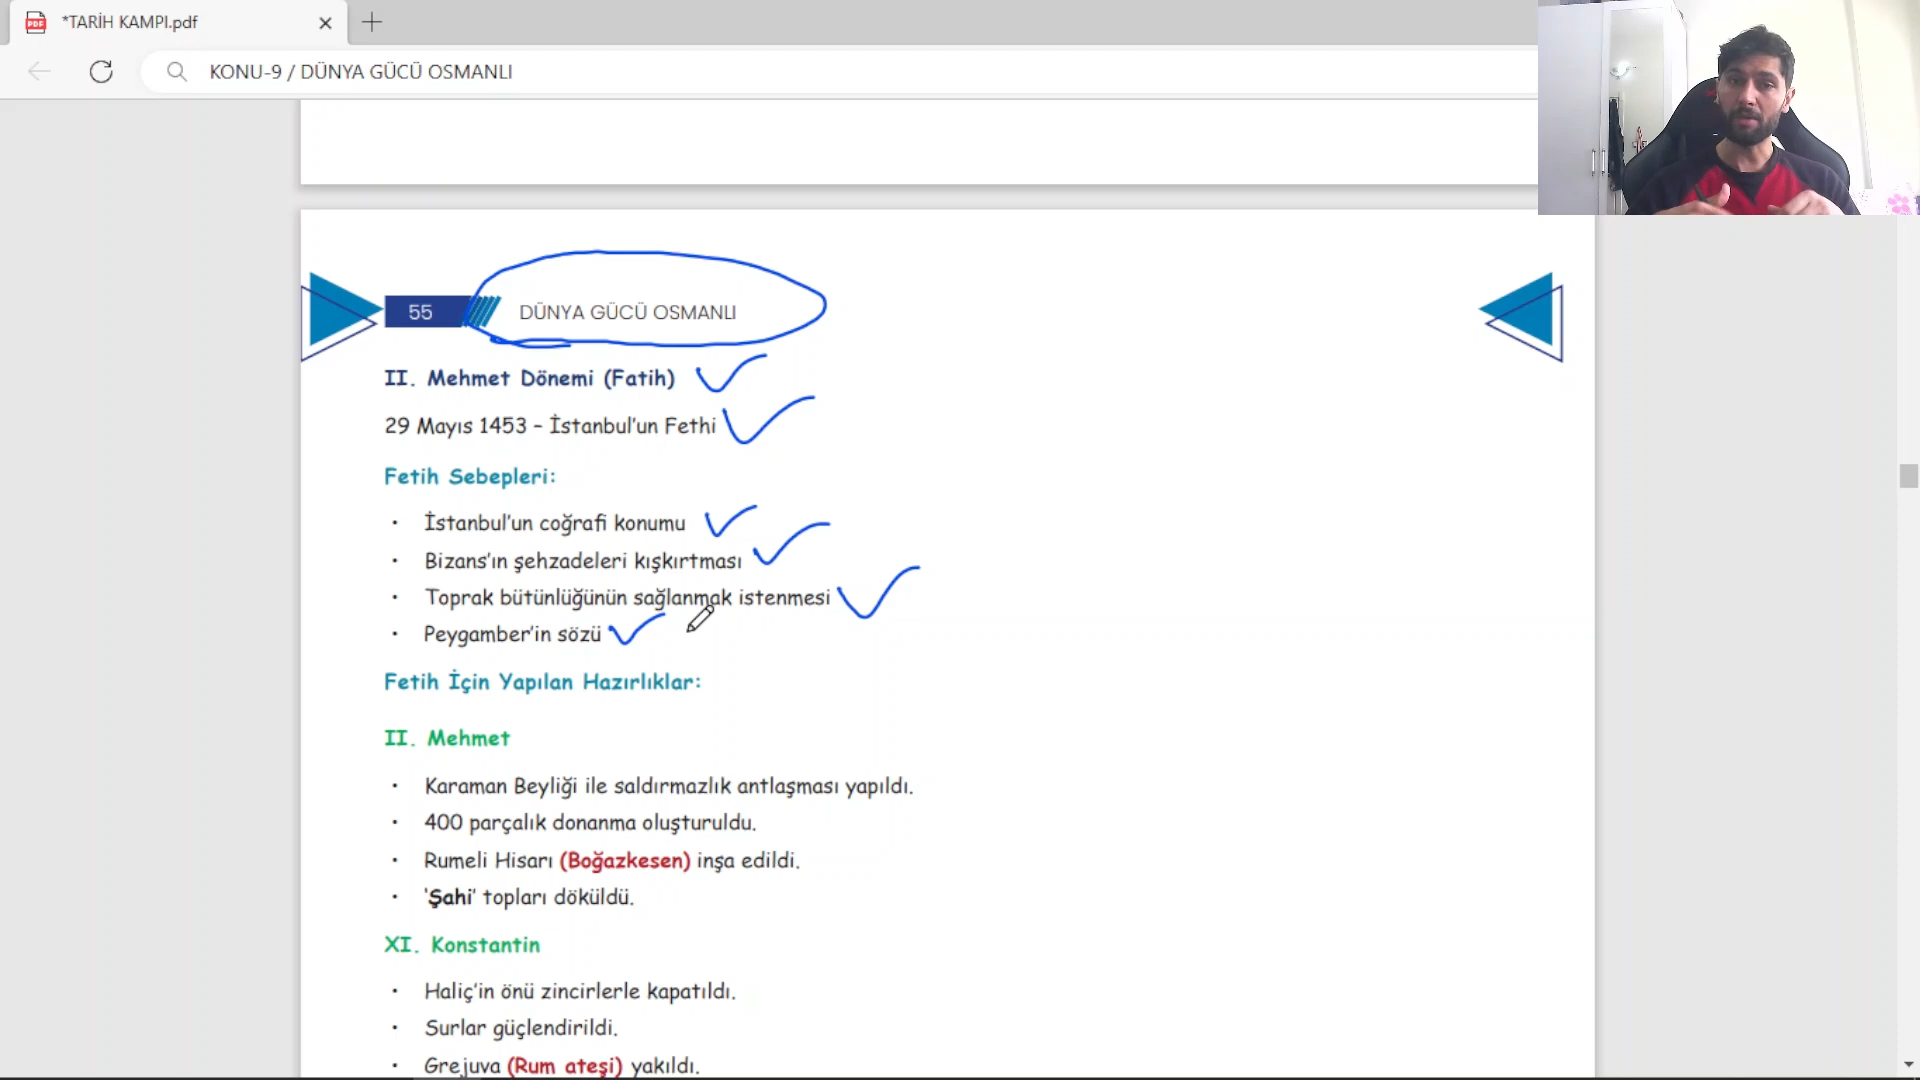 *TARİH KAMPI.pdf
KONU-9 / DÜNYA GÜCÜ OSMANLI
55 DÜNYA GÜCÜ OSMANLI
II. Mehmet Dönemi (Fatih)
29 Mayıs 1453 – İstanbul'un Fethi
Fetih Sebepleri:
• İstanbul'un coğrafi konumu
• Bizans'ın şehzadeleri kışkırtması
• Toprak bütünlüğünün sağlanmak istenmesi
• Peygamber'in sözü
Fetih İçin Yapılan Hazırlıklar:
II. Mehmet
• Karaman Beyliği ile saldırmazlık antlaşması yapıldı.
• 400 parçalık donanma oluşturuldu.
• Rumeli Hisarı (Boğazkesen) inşa edildi.
• 'Şahi' topları döküldü.
XI. Konstantin
• Haliç'in önü zincirlerle kapatıldı.
• Surlar güçlendirildi.
• Grejuva (Rum ateşi) yakıldı.